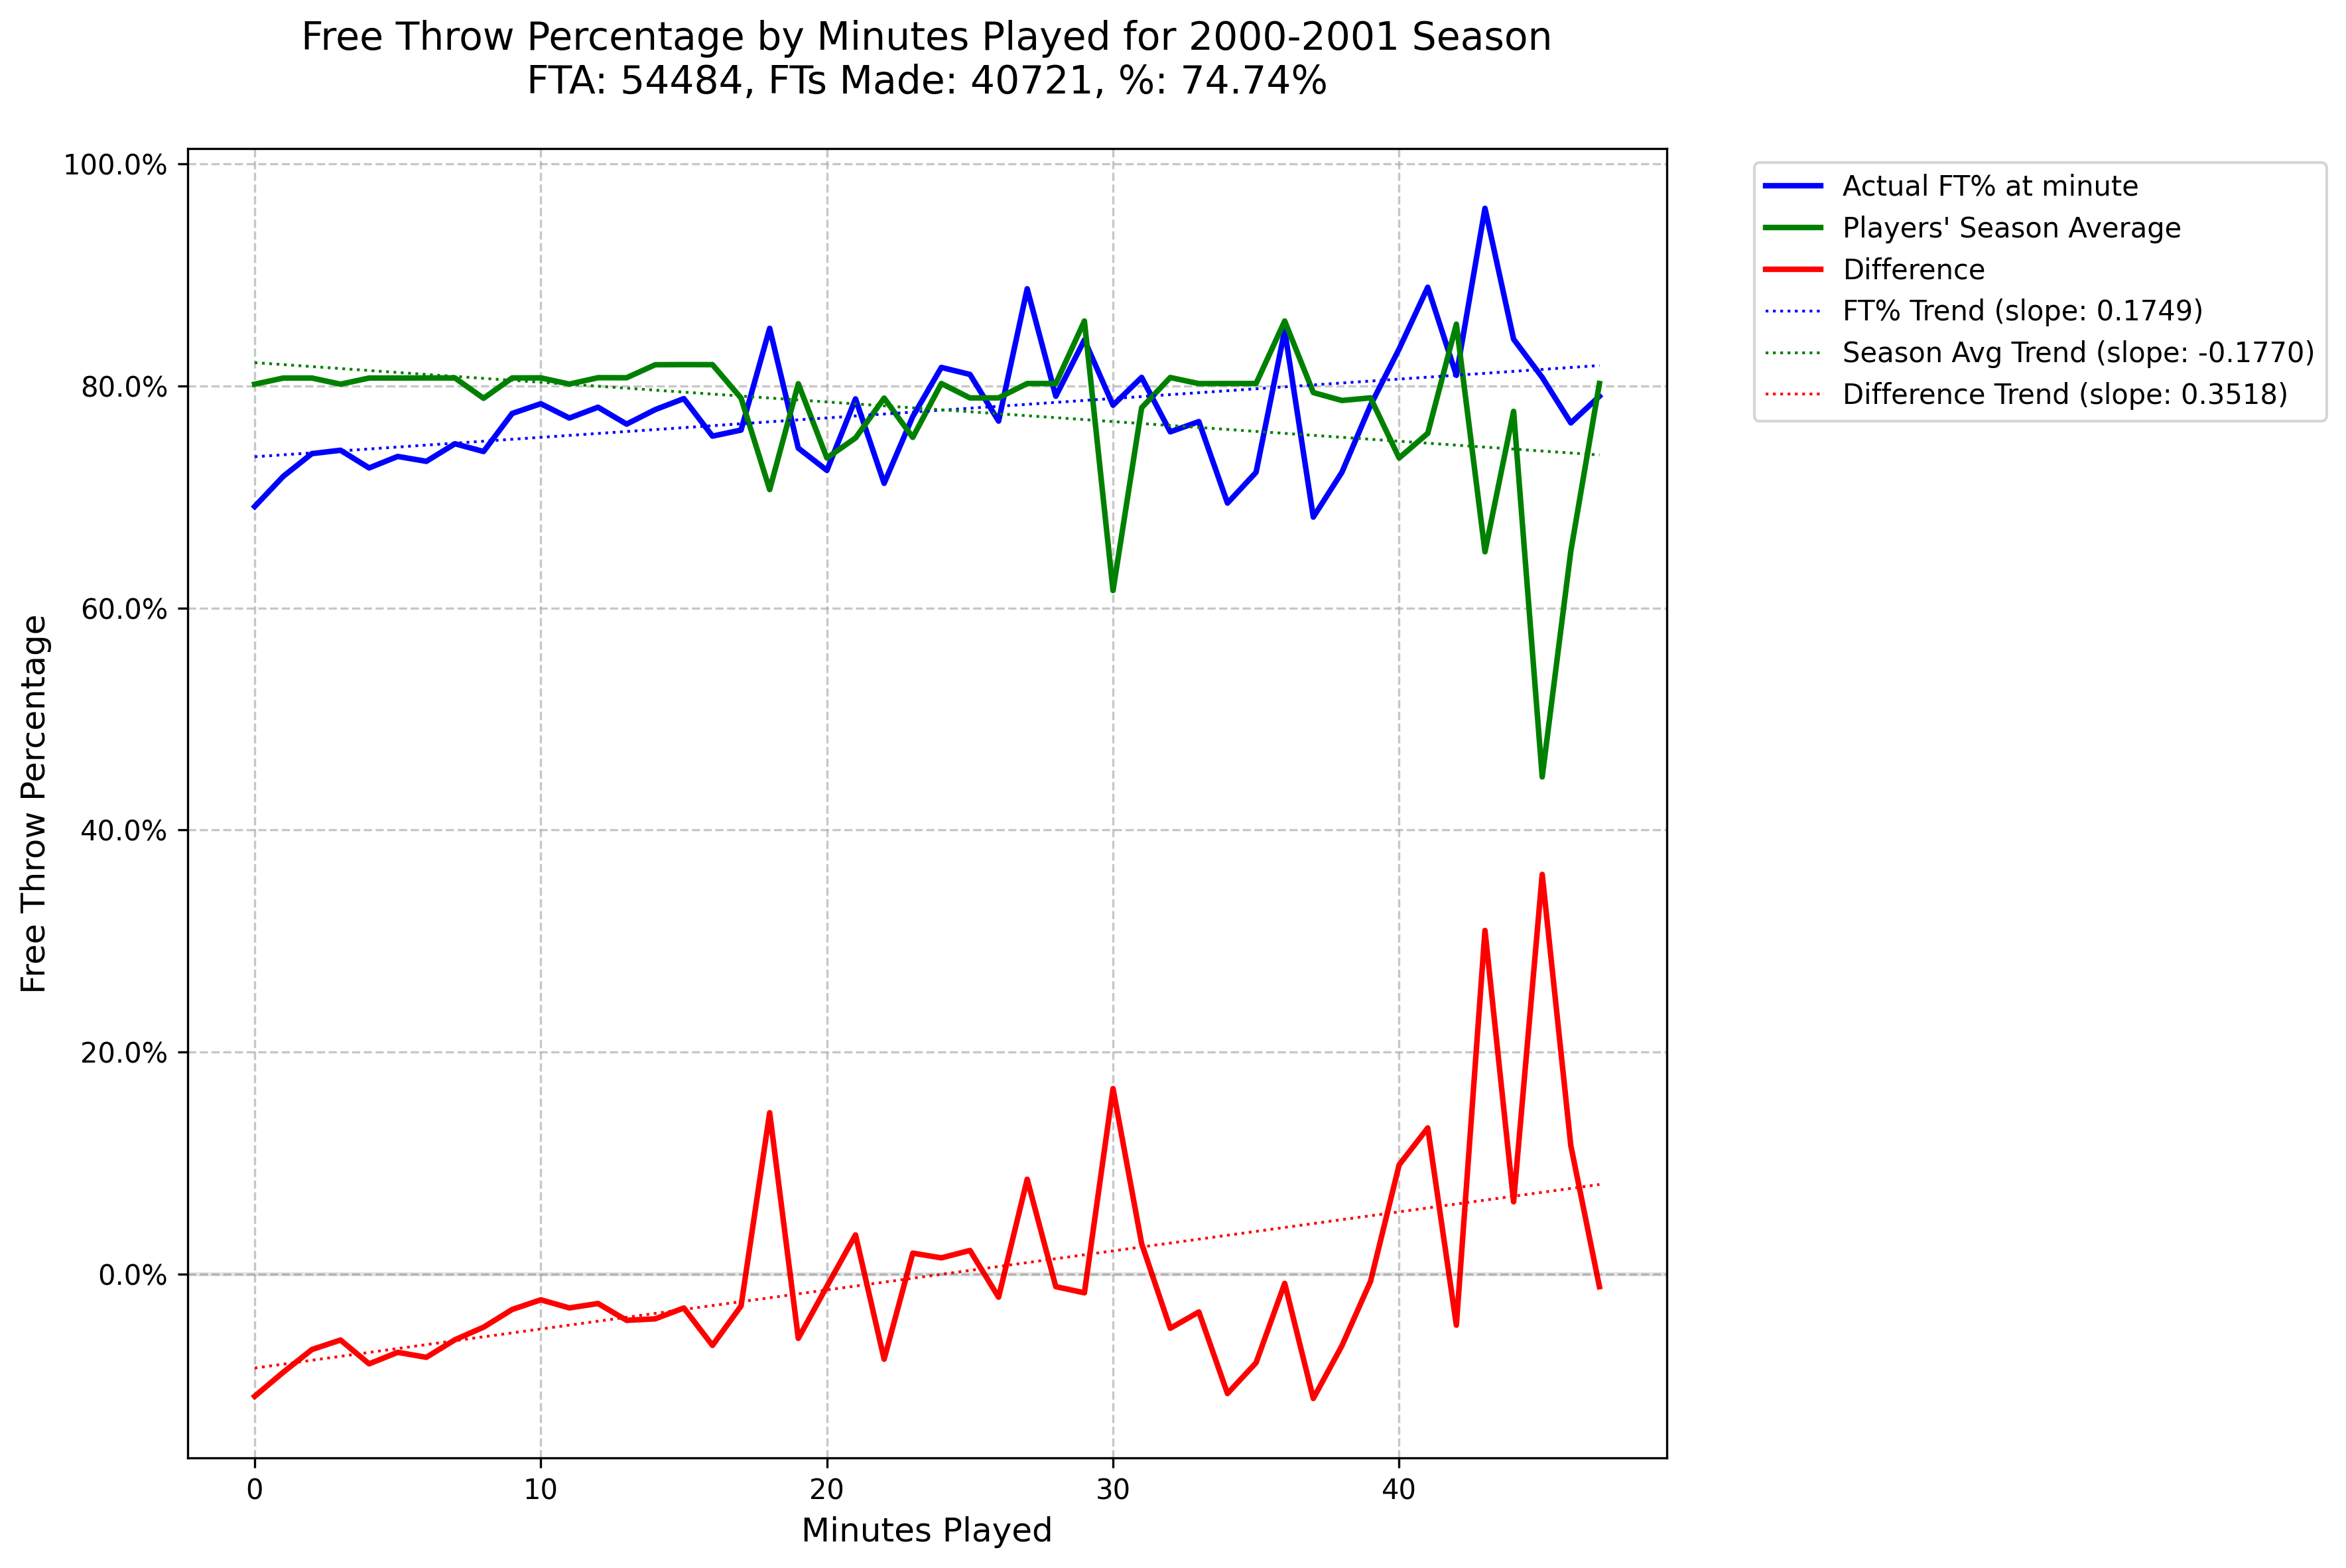 Free Throw Percentage by Minutes Played for 2000-2001 Season
FTA: 54484, FTs Made: 40721, %: 74.74%
100.0%
80.0%
60.0%
40.0%
20.0%
0.0%
Free Throw Percentage
0
10
20
30
40
Minutes Played
Actual FT% at minute
Players' Season Average
Difference
FT% Trend (slope: 0.1749)
Season Avg Trend (slope: -0.1770)
Difference Trend (slope: 0.3518)